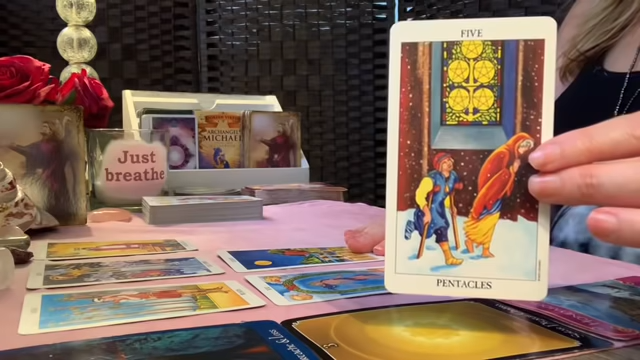 FIVE
PENTACLES
ARCHANGEL
MICHAEL
Just
breathe